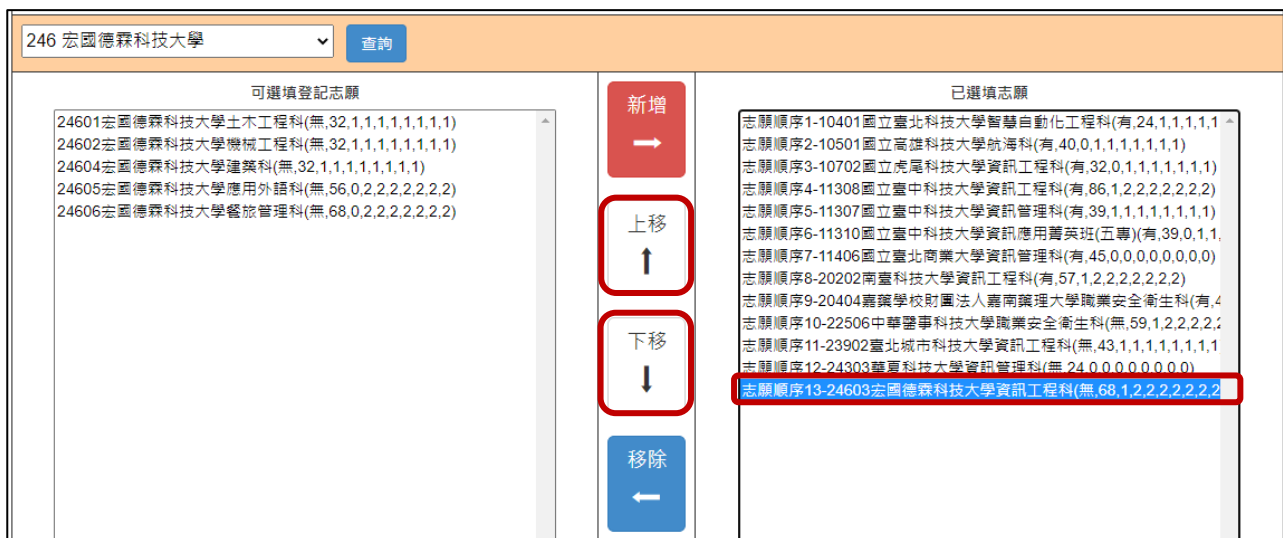 246 宏國德霖科技大學
查詢
可選填登記志願
24601宏國德霖科技大學土木工程科(無,32,1,1,1,1,1,1,1,1)
24602宏國德霖科技大學機械工程科(無,32,1,1,1,1,1,1,1,1)
24604宏國德霖科技大學建築科(無,32,1,1,1,1,1,1,1,1)
24605宏國德霖科技大學應用外語科(無,56,0,2,2,2,2,2,2,2)
24606宏國德霖科技大學餐旅管理科(無,68,0,2,2,2,2,2,2,2)
新增
上移
下移
移除
已選填志願
志願順序1-10401國立臺北科技大學智慧自動化工程科(有,24,1,1,1,1,1
志願順序2-10501國立高雄科技大學航海科(有,40,0,1,1,1,1,1,1,1)
志願順序3-10702國立虎尾科技大學資訊工程科(有,32,0,1,1,1,1,1,1,1)
志願順序4-11308國立臺中科技大學資訊工程科(有,86,1,2,2,2,2,2,2,2)
志願順序5-11307國立臺中科技大學資訊管理科(有,39,1,1,1,1,1,1,1,1)
志願順序6-11310國立臺中科技大學資訊應用菁英班(五專)(有,39,0,1,1,
志願順序7-11406國立臺北商業大學資訊管理科(有,45,0,0,0,0,0,0,0,0)
志願順序8-20202南臺科技大學資訊工程科(有,57,1,2,2,2,2,2,2,2)
志願順序9-20404嘉藥學校財團法人嘉南藥理大學職業安全衛生科(有,4
志願順序10-22506中華醫事科技大學職業安全衛生科(無,59,1,2,2,2,2,2
志願順序11-23902臺北城市科技大學資訊工程科(無,43,1,1,1,1,1,1,1,1
志願順序12-24303華夏科技大學資訊管理科(無,24,0,0,0,0,0,0,0,0)
志願順序13-24603宏國德霖科技大學資訊工程科(無,68,1,2,2,2,2,2,2,2